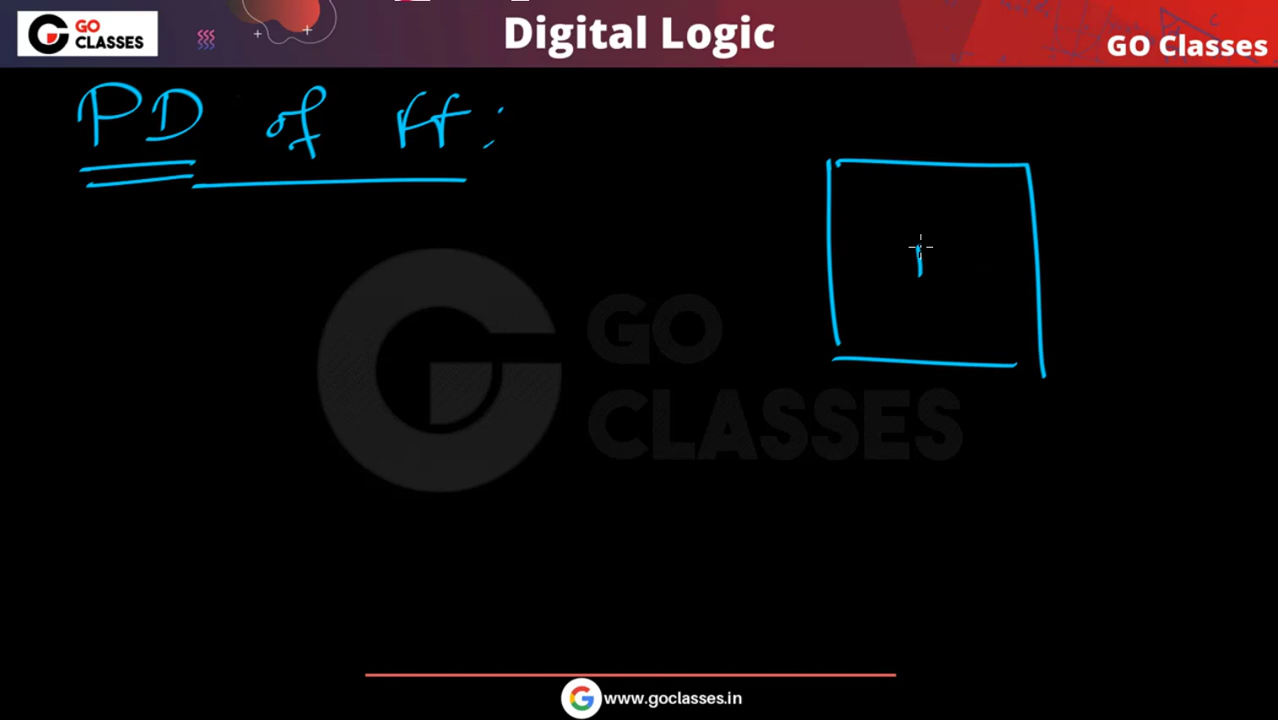 GO
CLASSES
Digital Logic
GO Classes
PD of ff:
GO
CLASSES
www.goclasses.in